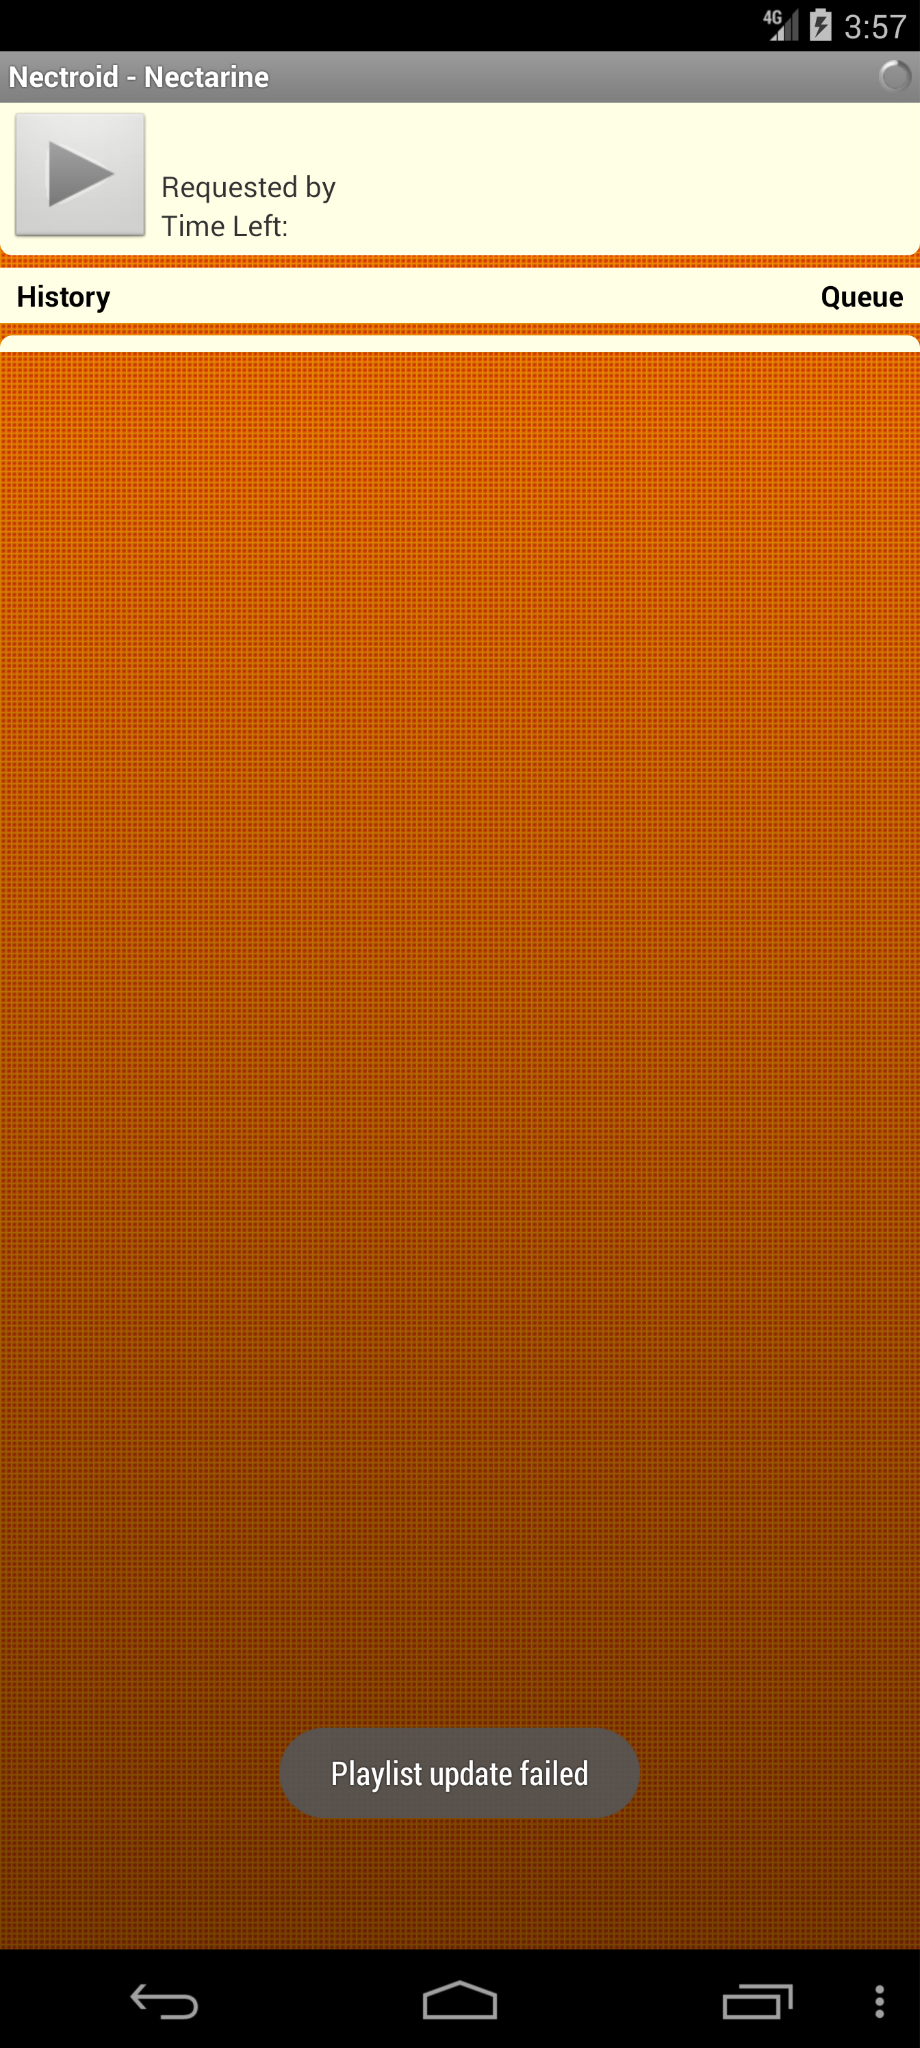 4G 3:57
Nectroid - Nectarine
Requested by
Time Left:
History Queue
Playlist update failed